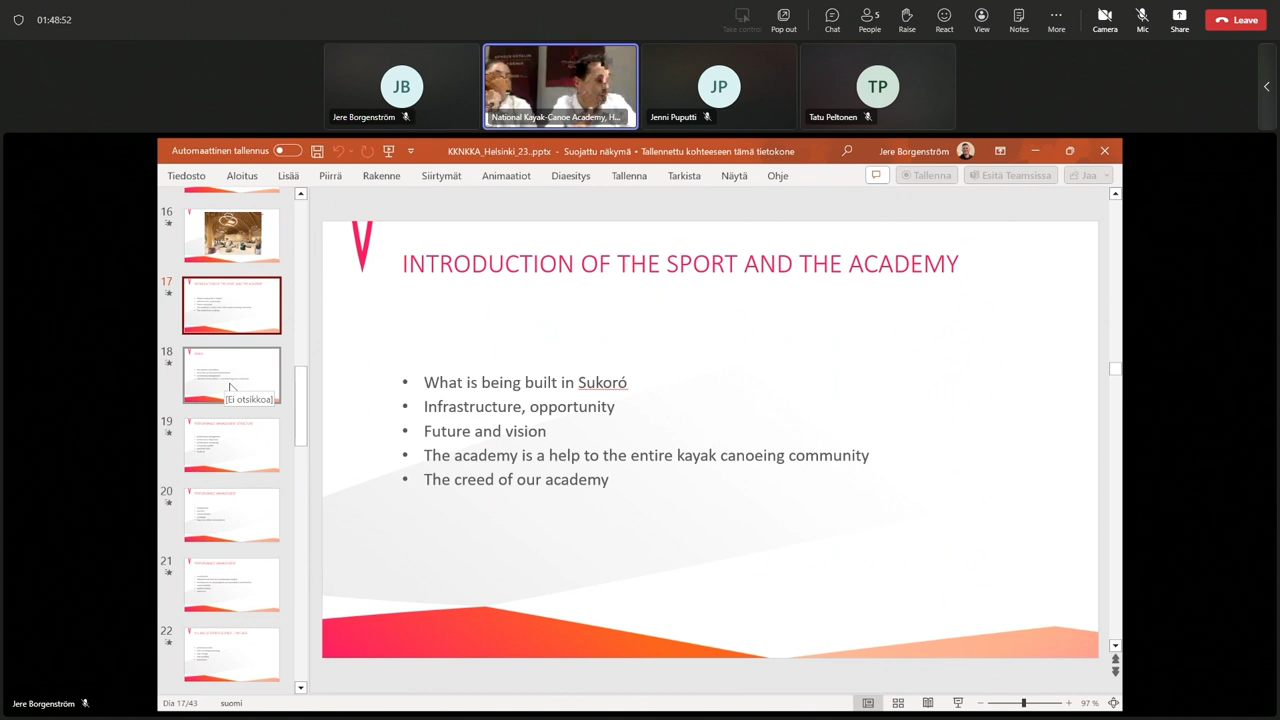 01:48:52
Take control
Pop out
Chat
5
People
Raise
React
View
Notes
More
Camera
Mic
Share
Leave
JB
JP
TP
Jere Borgenström
National Kayak-Canoe Academy, H...
Jenni Puputti
Tatu Peltonen
Automaattinen tallennus
KKNKKA_Helsinki_23..pptx - Suojattu näkymä • Tallennettu kohteeseen tämä tietokone
Jere Borgenström
Tiedosto
Aloitus
Lisää
Piirrä
Rakenne
Siirtymät
Animaatiot
Diaesitys
Tallenna
Tarkista
Näytä
Ohje
Tallenna
Esitä Teamsissa
Jaa
16
17
18
[Ei otsikkoa]
19
20
21
22
INTRODUCTION OF THE SPORT AND THE ACADEMY
• What is being built in Sukoró
• Infrastructure, opportunity
• Future and vision
• The academy is a help to the entire kayak canoeing community
• The creed of our academy
Jere Borgenström
Dia 17/43
suomi
97 %